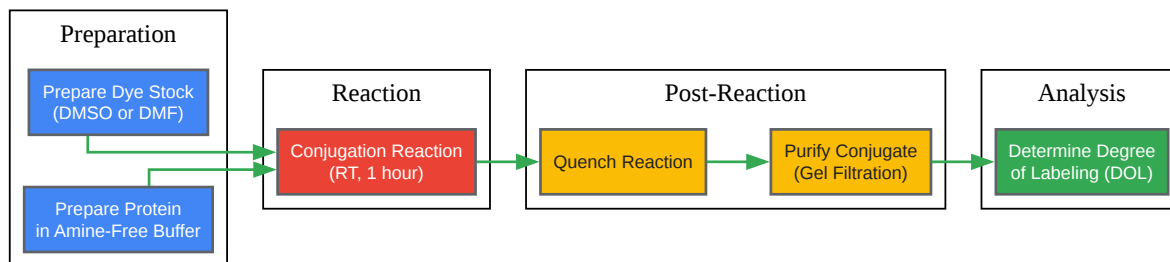 Preparation
Prepare Dye Stock
(DMSO or DMF)
Prepare Protein
in Amine-Free Buffer
Reaction
Conjugation Reaction
(RT, 1 hour)
Post-Reaction
Quench Reaction
Purify Conjugate
(Gel Filtration)
Analysis
Determine Degree
of Labeling (DOL)